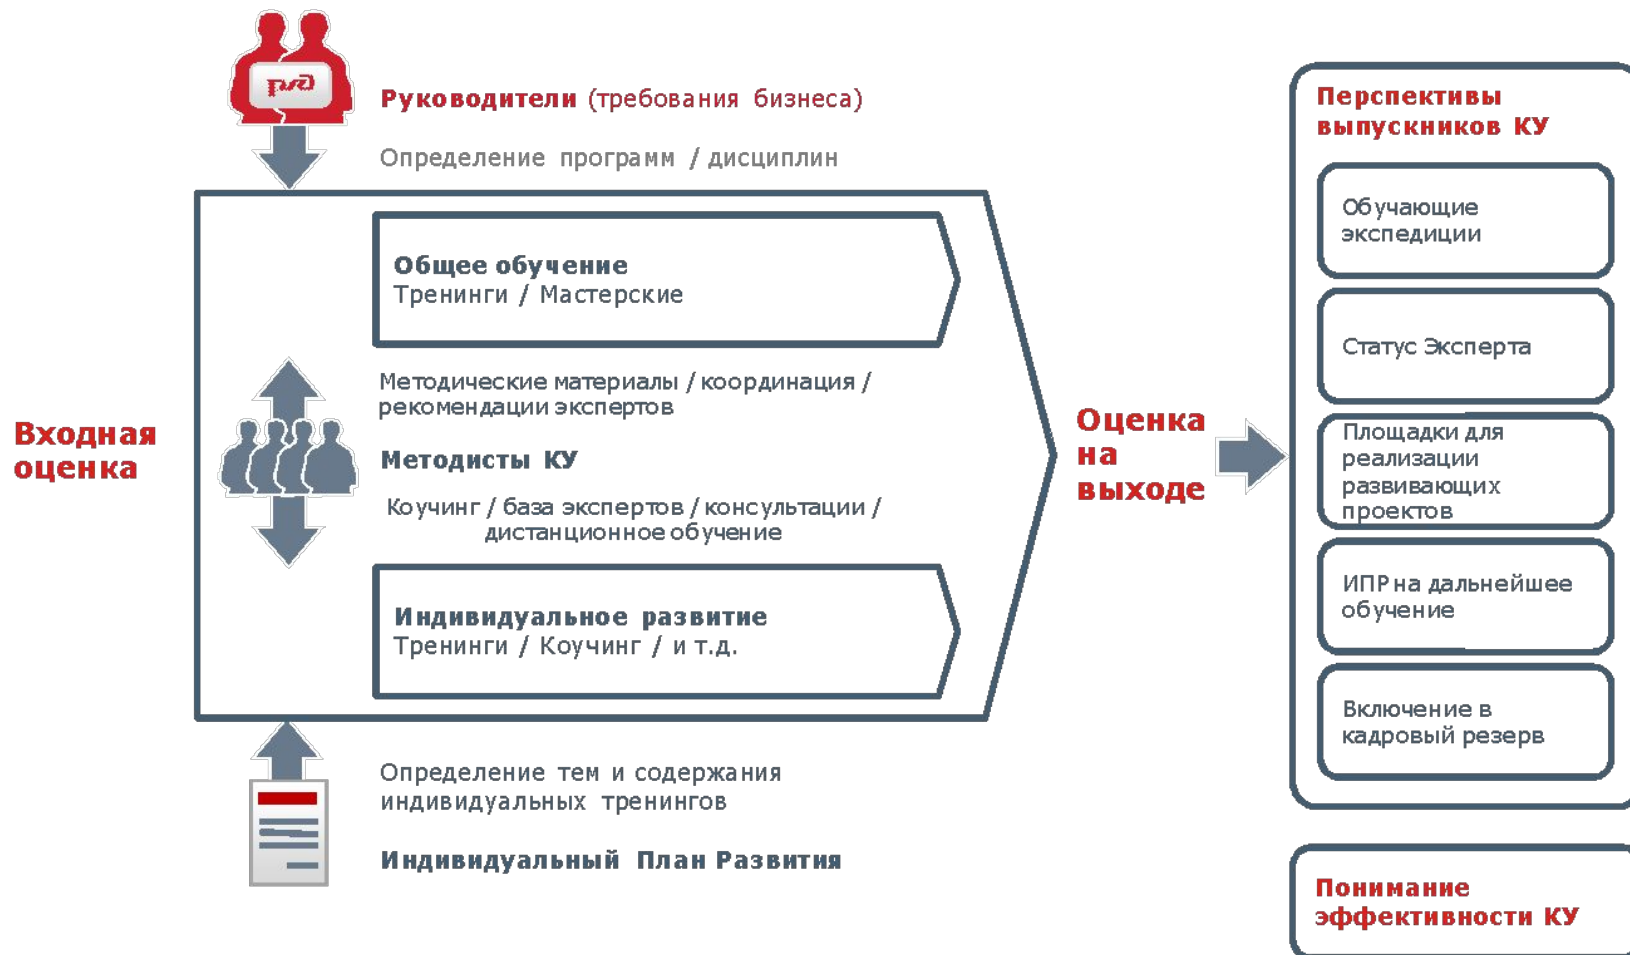 ржд
Руководители (требования бизнеса)
Определение программ / дисциплин
Общее обучение
Тренинги / Мастерские
Методические материалы / координация /
рекомендации экспертов
Входная
оценка
Методисты КУ
Коучинг / база экспертов / консультации /
дистанционное обучение
Индивидуальное развитие
Тренинги / Коучинг / и т.д.
Определение тем и содержания
индивидуальных тренингов
Индивидуальный План Развития
Оценка
на
выходе
Перспективы
выпускников КУ
Обучающие
экспедиции
Статус Эксперта
Площадки для
реализации
развивающих
проектов
ИПР на дальнейшее
обучение
Включение в
кадровый резерв
Понимание
эффективности КУ